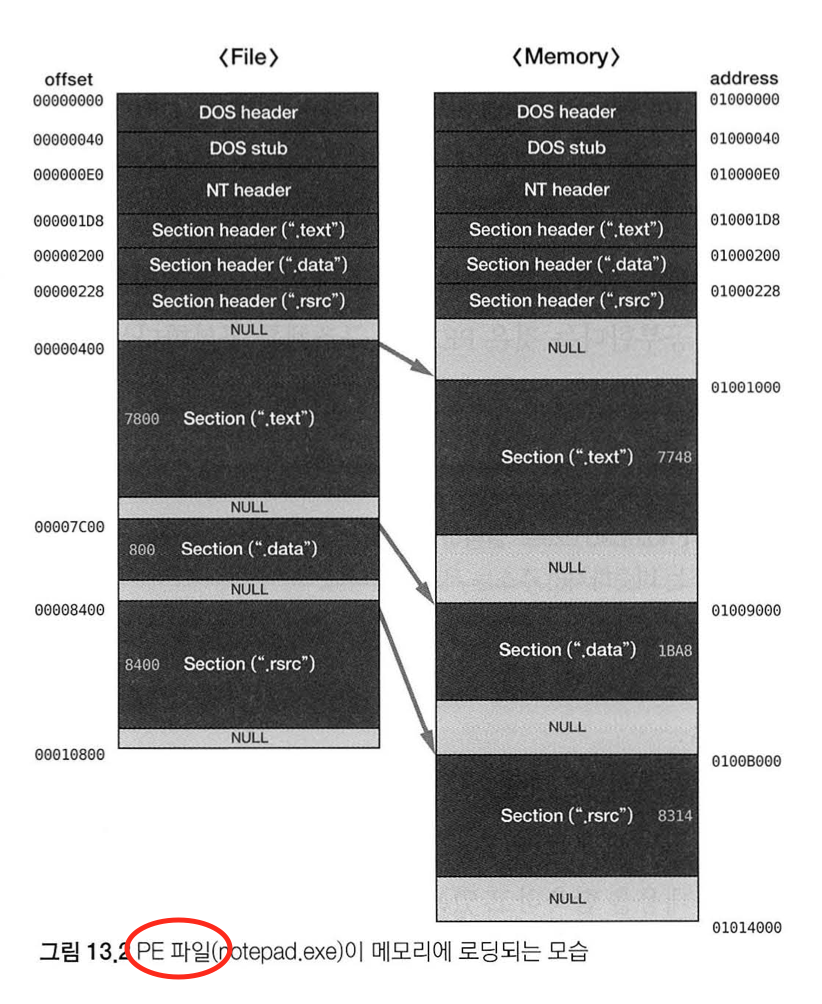 〈File〉
〈Memory〉
offset
address
00000000
DOS header
DOS header
01000000
00000040
DOS stub
DOS stub
01000040
000000E0
NT header
NT header
010000E0
000001D8
Section header (“.text”)
Section header (“.text”)
010001D8
00000200
Section header (“.data”)
Section header (“.data”)
01000200
00000228
Section header (“.rsrc”)
Section header (“.rsrc”)
01000228
NULL
NULL
00000400
01001000
7800 Section (“.text”)
Section (“.text”) 7748
NULL
00007C00
800 Section (“.data”)
NULL
NULL
00008400
01009000
8400 Section (“.rsrc”)
Section (“.data”) 1BA8
NULL
NULL
00010800
0100B000
Section (“.rsrc”) 8314
NULL
01014000
그림 13.2 PE 파일(notepad.exe)이 메모리에 로딩되는 모습